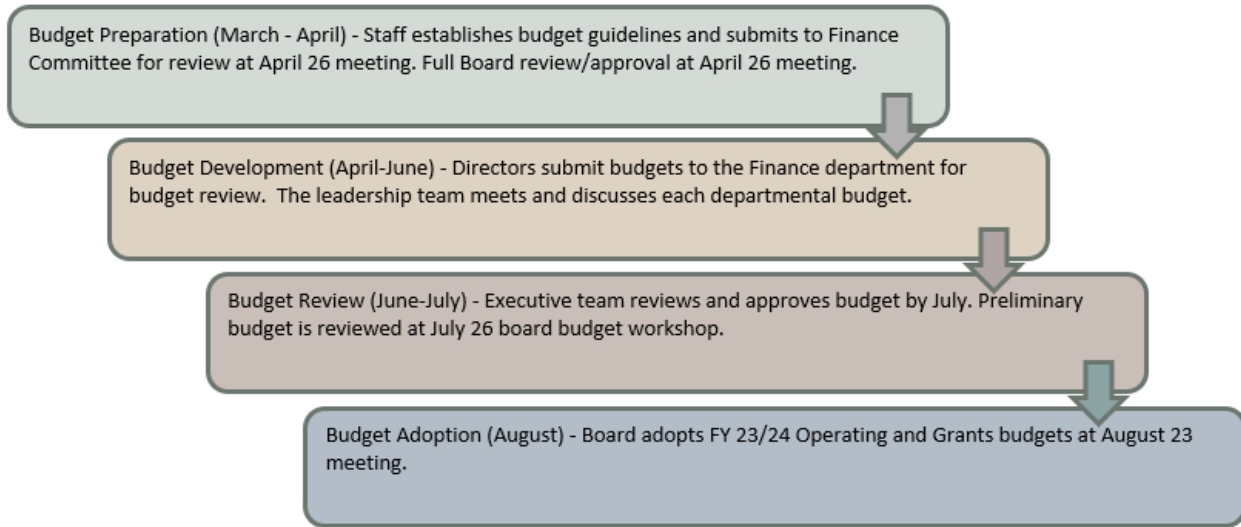 Budget Preparation (March - April) - Staff establishes budget guidelines and submits to Finance
Committee for review at April 26 meeting. Full Board review/approval at April 26 meeting.
Budget Development (April-June) - Directors submit budgets to the Finance department for
budget review.  The leadership team meets and discusses each departmental budget.
Budget Review (June-July) - Executive team reviews and approves budget by July. Preliminary
budget is reviewed at July 26 board budget workshop.
Budget Adoption (August) - Board adopts FY 23/24 Operating and Grants budgets at August 23
meeting.